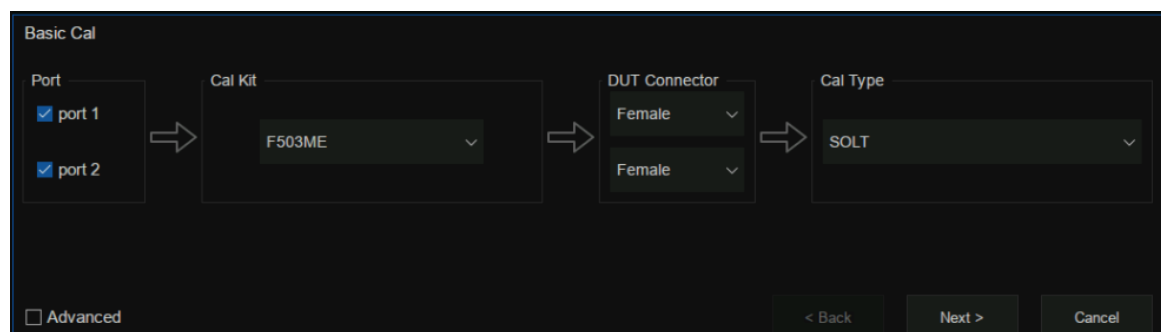 Basic Cal
Port
Cal Kit
DUT Connector
Cal Type
port 1
port 2
F503ME
Female
Female
SOLT
Advanced
< Back
Next >
Cancel